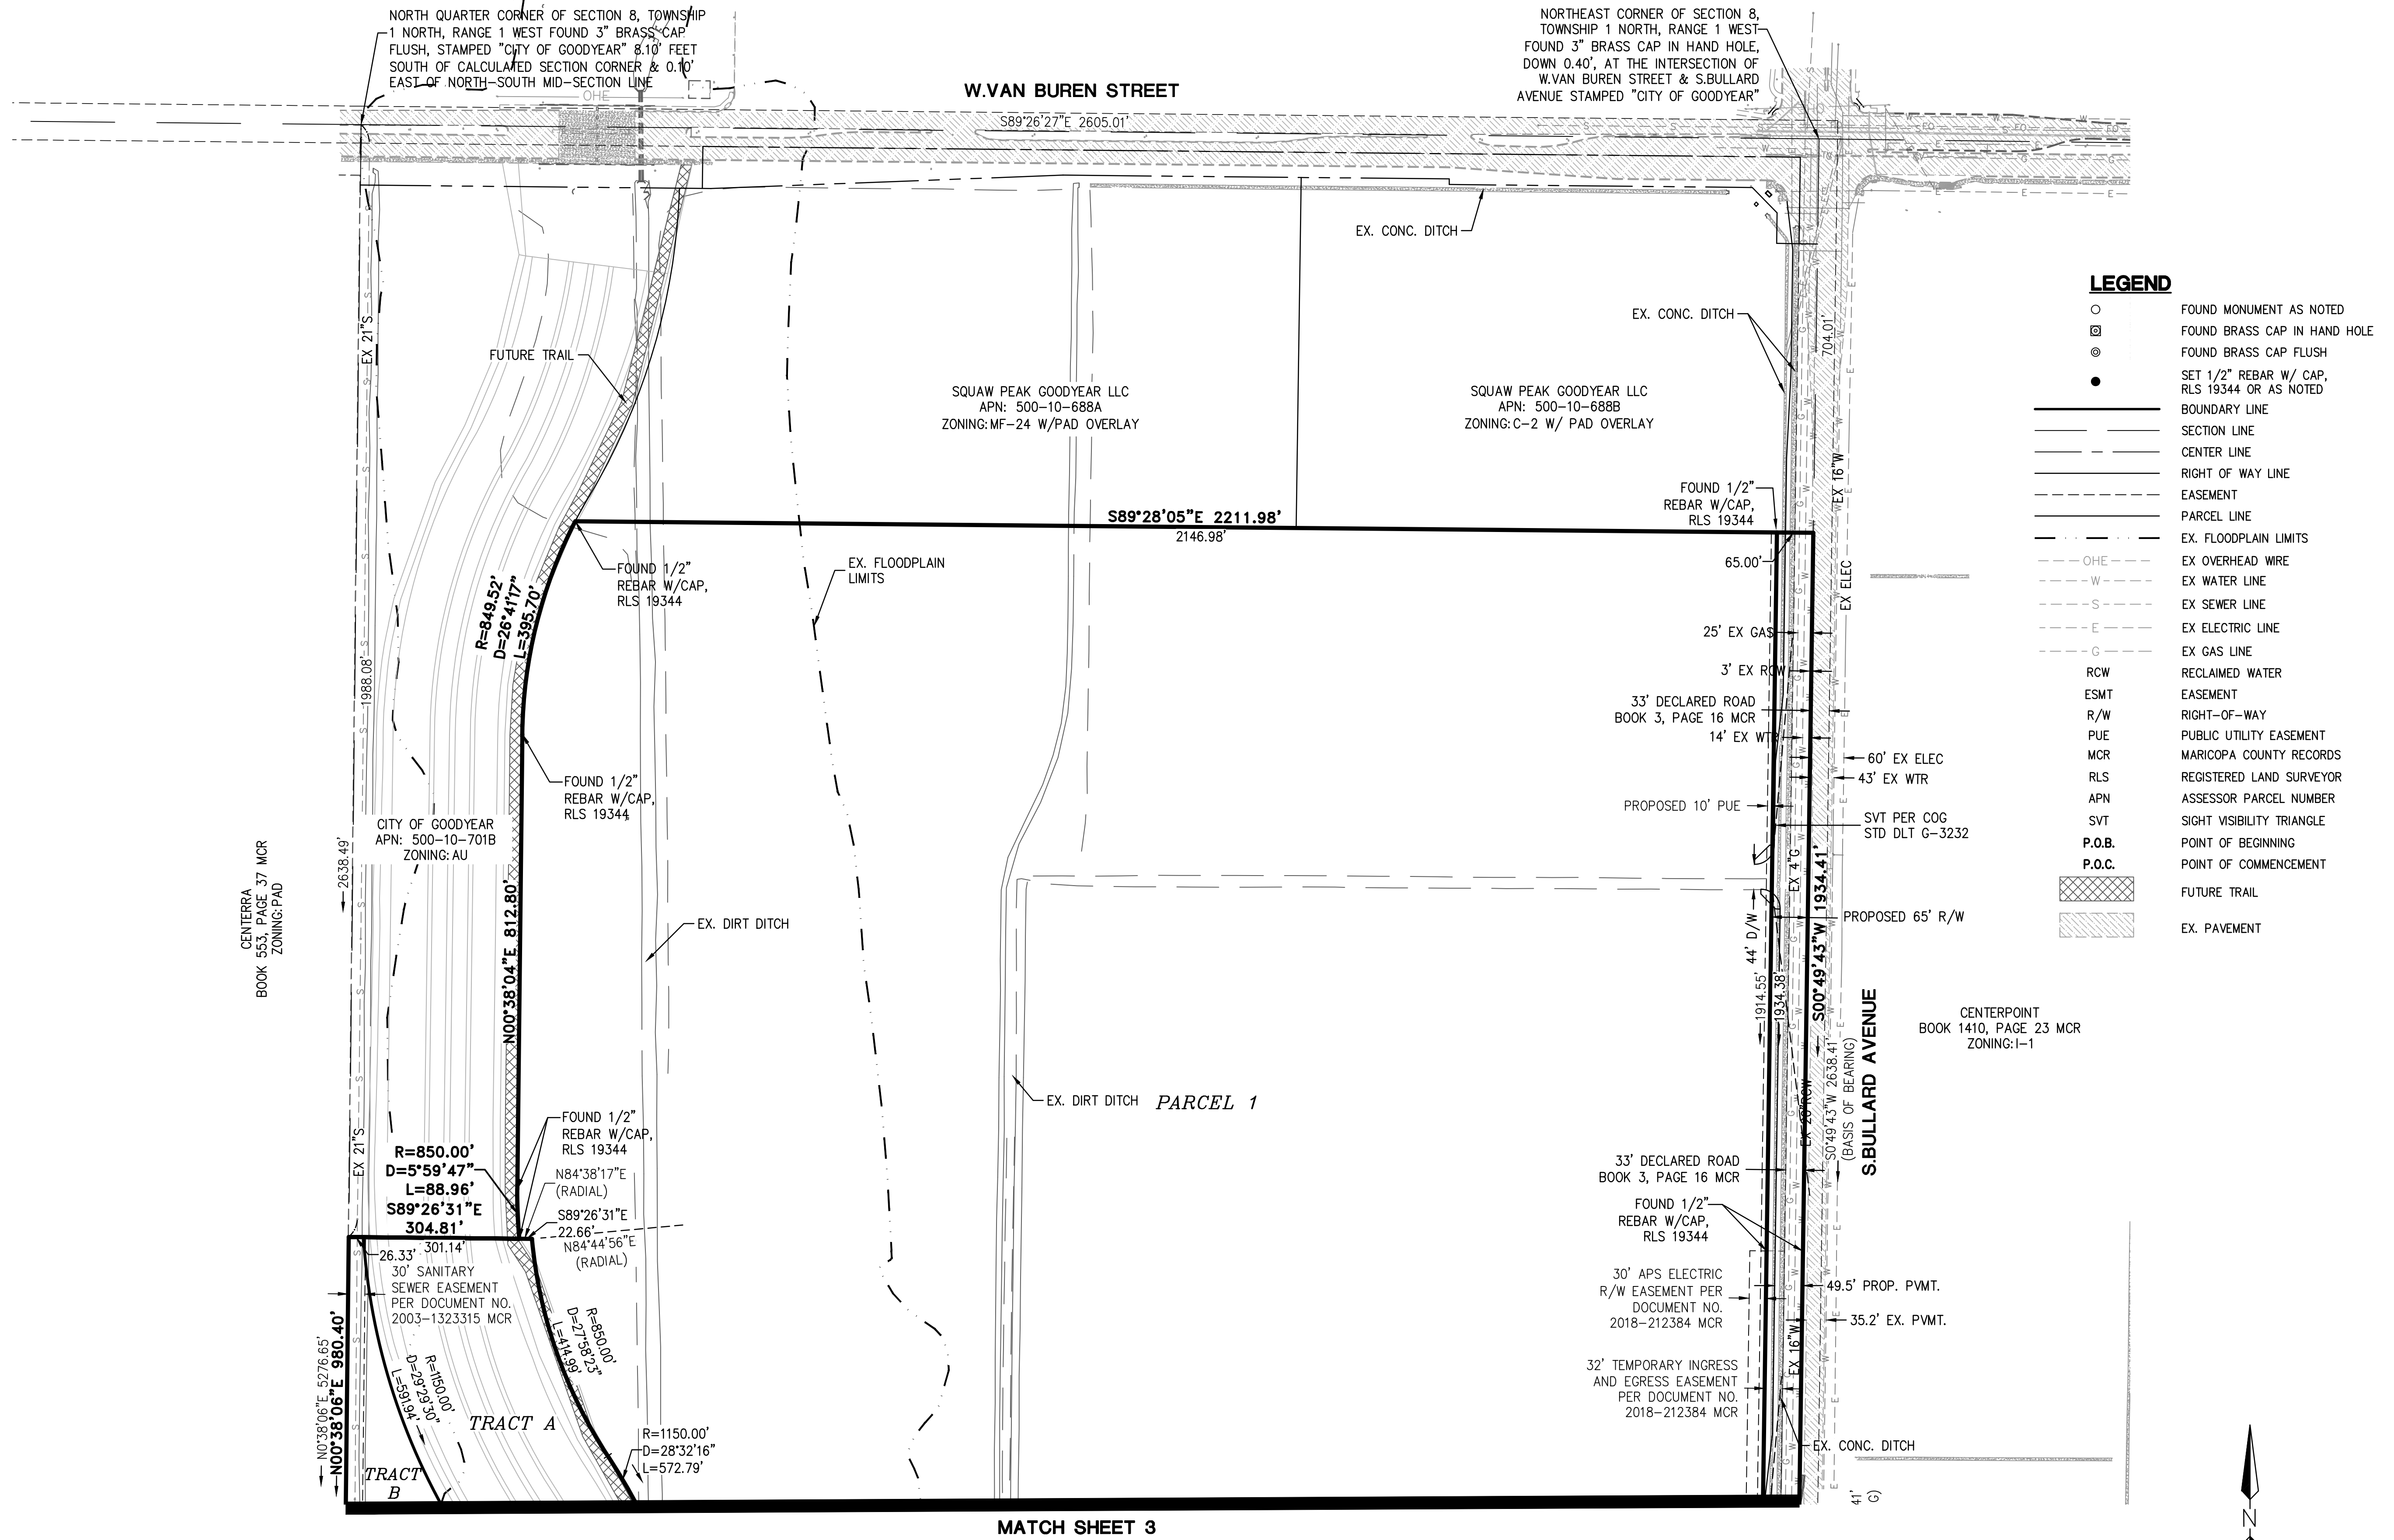 NORTH QUARTER CORNER OF SECTION 8, TOWNSHIP
1 NORTH, RANGE 1 WEST FOUND 3" BRASS CAP
FLUSH, STAMPED "CITY OF GOODYEAR" 8.10' FEET
SOUTH OF CALCULATED SECTION CORNER & 0.10'
EAST OF NORTH-SOUTH MID-SECTION LINE
OHE
W.VAN BUREN STREET
S89°26'27"E 2605.01'
NORTHEAST CORNER OF SECTION 8,
TOWNSHIP 1 NORTH, RANGE 1 WEST
FOUND 3" BRASS CAP IN HAND HOLE,
DOWN 0.40', AT THE INTERSECTION OF
W.VAN BUREN STREET & S.BULLARD
AVENUE STAMPED "CITY OF GOODYEAR"
EX. CONC. DITCH
EX. CONC. DITCH
704.01'
EX 21"S
FUTURE TRAIL
SQUAW PEAK GOODYEAR LLC
APN: 500-10-688A
ZONING:MF-24 W/PAD OVERLAY
SQUAW PEAK GOODYEAR LLC
APN: 500-10-688B
ZONING:C-2 W/ PAD OVERLAY
FOUND 1/2"
REBAR W/CAP,
RLS 19344
EX 16"W
S89°28'05"E 2211.98'
2146.98'
65.00'
EX ELEC
FOUND 1/2"
REBAR W/CAP,
RLS 19344
EX. FLOODPLAIN
LIMITS
R=849.52'
D=26°41'17"
L=395.70'
1988.08'
25' EX GAS
3' EX RCW
33' DECLARED ROAD
BOOK 3, PAGE 16 MCR
14' EX WTR
60' EX ELEC
43' EX WTR
PROPOSED 10' PUE
SVT PER COG
STD DLT G-3232
FOUND 1/2"
REBAR W/CAP,
RLS 19344
CITY OF GOODYEAR
APN: 500-10-701B
ZONING:AU
2638.49'
CENTERRA
BOOK 553, PAGE 37 MCR
ZONING:PAD
N00°38'04"E 812.80'
EX. DIRT DITCH
EX 4"G
44' D/W
PROPOSED 65' R/W
S00°49'43"W 1934.41'
1914.55'
1934.38'
CENTERPOINT
BOOK 1410, PAGE 23 MCR
ZONING:I-1
S.BULLARD AVENUE
S0°49'43"W 2638.41'
(BASIS OF BEARING)
EX. DIRT DITCH
PARCEL 1
FOUND 1/2"
REBAR W/CAP,
RLS 19344
EX 21"S
R=850.00'
D=5°59'47"
L=88.96'
S89°26'31"E
304.81'
N84°38'17"E
(RADIAL)
S89°26'31"E
22.66'
N84°44'56"E
(RADIAL)
301.14'
26.33'
30' SANITARY
SEWER EASEMENT
PER DOCUMENT NO.
2003-1323315 MCR
33' DECLARED ROAD
BOOK 3, PAGE 16 MCR
FOUND 1/2"
REBAR W/CAP,
RLS 19344
30' APS ELECTRIC
R/W EASEMENT PER
DOCUMENT NO.
2018-212384 MCR
49.5' PROP. PVMT.
35.2' EX. PVMT.
EX 16"W
32' TEMPORARY INGRESS
AND EGRESS EASEMENT
PER DOCUMENT NO.
2018-212384 MCR
EX. CONC. DITCH
N0°38'06"E 5276.65'
N00°38'06"E 980.40'
R=1150.00'
D=29°29'30"
L=591.94'
R=850.00'
D=27°58'23"
L=414.99'
TRACT A
R=1150.00'
D=28°32'16"
L=572.79'
TRACT
B
41'
G)
MATCH SHEET 3
N
LEGEND
FOUND MONUMENT AS NOTED
FOUND BRASS CAP IN HAND HOLE
FOUND BRASS CAP FLUSH
SET 1/2" REBAR W/ CAP,
RLS 19344 OR AS NOTED
BOUNDARY LINE
SECTION LINE
CENTER LINE
RIGHT OF WAY LINE
EASEMENT
PARCEL LINE
EX. FLOODPLAIN LIMITS
OHE EX OVERHEAD WIRE
W EX WATER LINE
S EX SEWER LINE
E EX ELECTRIC LINE
G EX GAS LINE
RCW RECLAIMED WATER
ESMT EASEMENT
R/W RIGHT-OF-WAY
PUE PUBLIC UTILITY EASEMENT
MCR MARICOPA COUNTY RECORDS
RLS REGISTERED LAND SURVEYOR
APN ASSESSOR PARCEL NUMBER
SVT SIGHT VISIBILITY TRIANGLE
P.O.B. POINT OF BEGINNING
P.O.C. POINT OF COMMENCEMENT
FUTURE TRAIL
EX. PAVEMENT